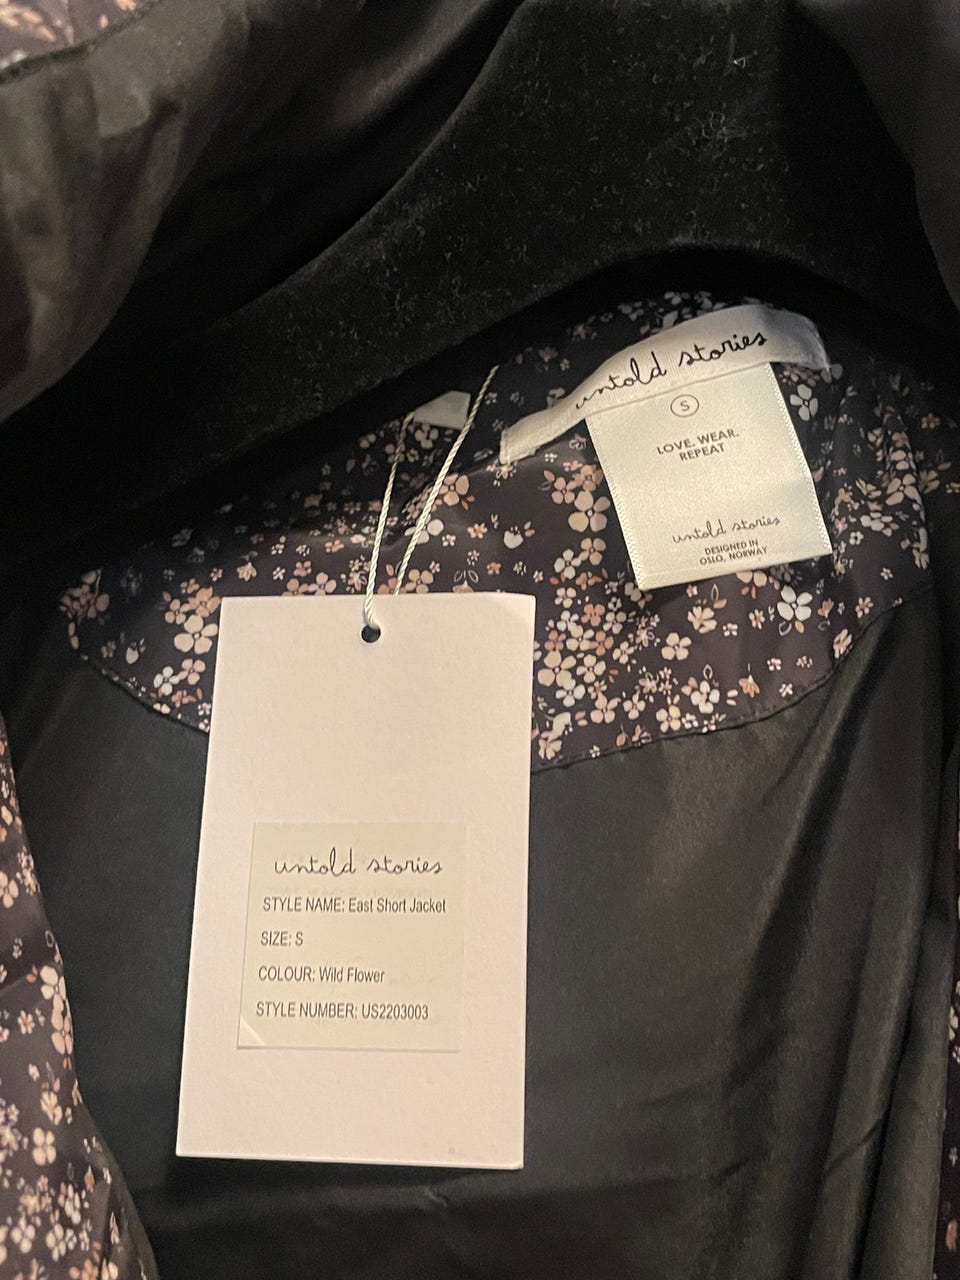 untold stories
S
LOVE. WEAR.
REPEAT
untold stories
DESIGNED IN
OSLO, NORWAY
untold stories
STYLE NAME: East Short Jacket
SIZE: S
COLOUR: Wild Flower
STYLE NUMBER: US2203003